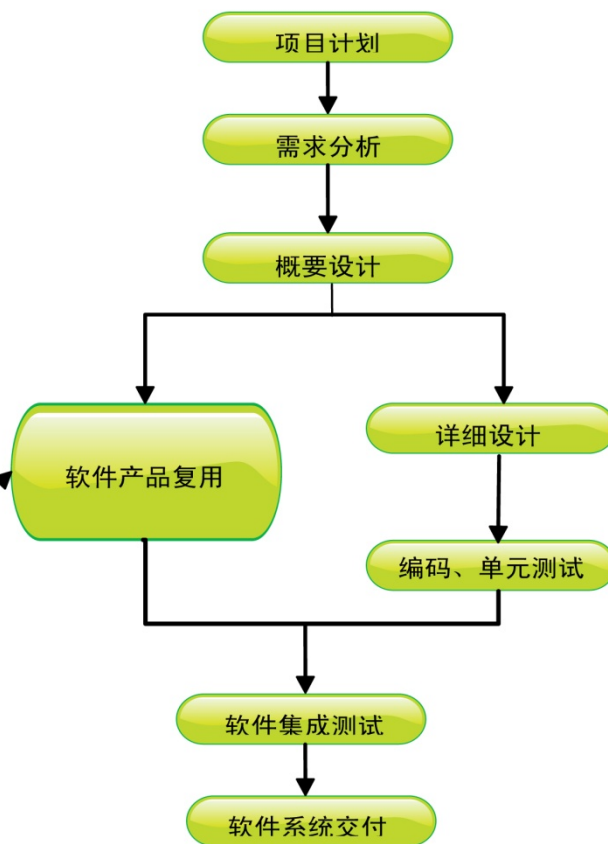 项目计划
需求分析
概要设计
软件产品复用
详细设计
编码、单元测试
软件集成测试
软件系统交付